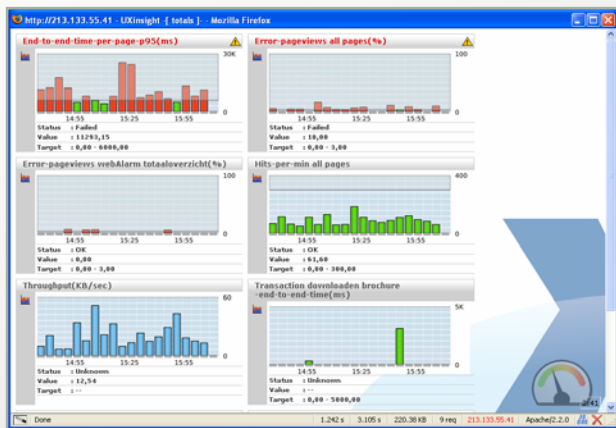 http://213.133.55.41 - UXinsight -[ totals ]- - Mozilla Firefox
End-to-end-time-per-page-p95(ms)
30K
0
14:55 15:25 15:55
Status : Failed
Value : 11293,15
Target : 0,00 - 6000,00
Error-pageviews all pages(%)
100
0
14:55 15:25 15:55
Status : Failed
Value : 10,00
Target : 0,00 - 3,00
Error-pageviews webAlarm totaaloverzicht(%)
100
0
14:55 15:25 15:55
Status : OK
Value : 0,00
Target : 0,00 - 3,00
Hits-per-min all pages
400
0
14:55 15:25 15:55
Status : OK
Value : 61,60
Target : 0,00 - 300,00
Throughput(KB/sec)
60
0
14:55 15:25 15:55
Status : Unknown
Value : 12,54
Target : --
Transaction downloaden brochure
-end-to-end-time(ms)
5K
0
14:55 15:25 15:55
Status : Unknown
Value : --
Target : 0,00 - 5000,00
Done 1.242 s 3.105 s 220.38 KB 9 req 213.133.55.41 Apache/2.2.0